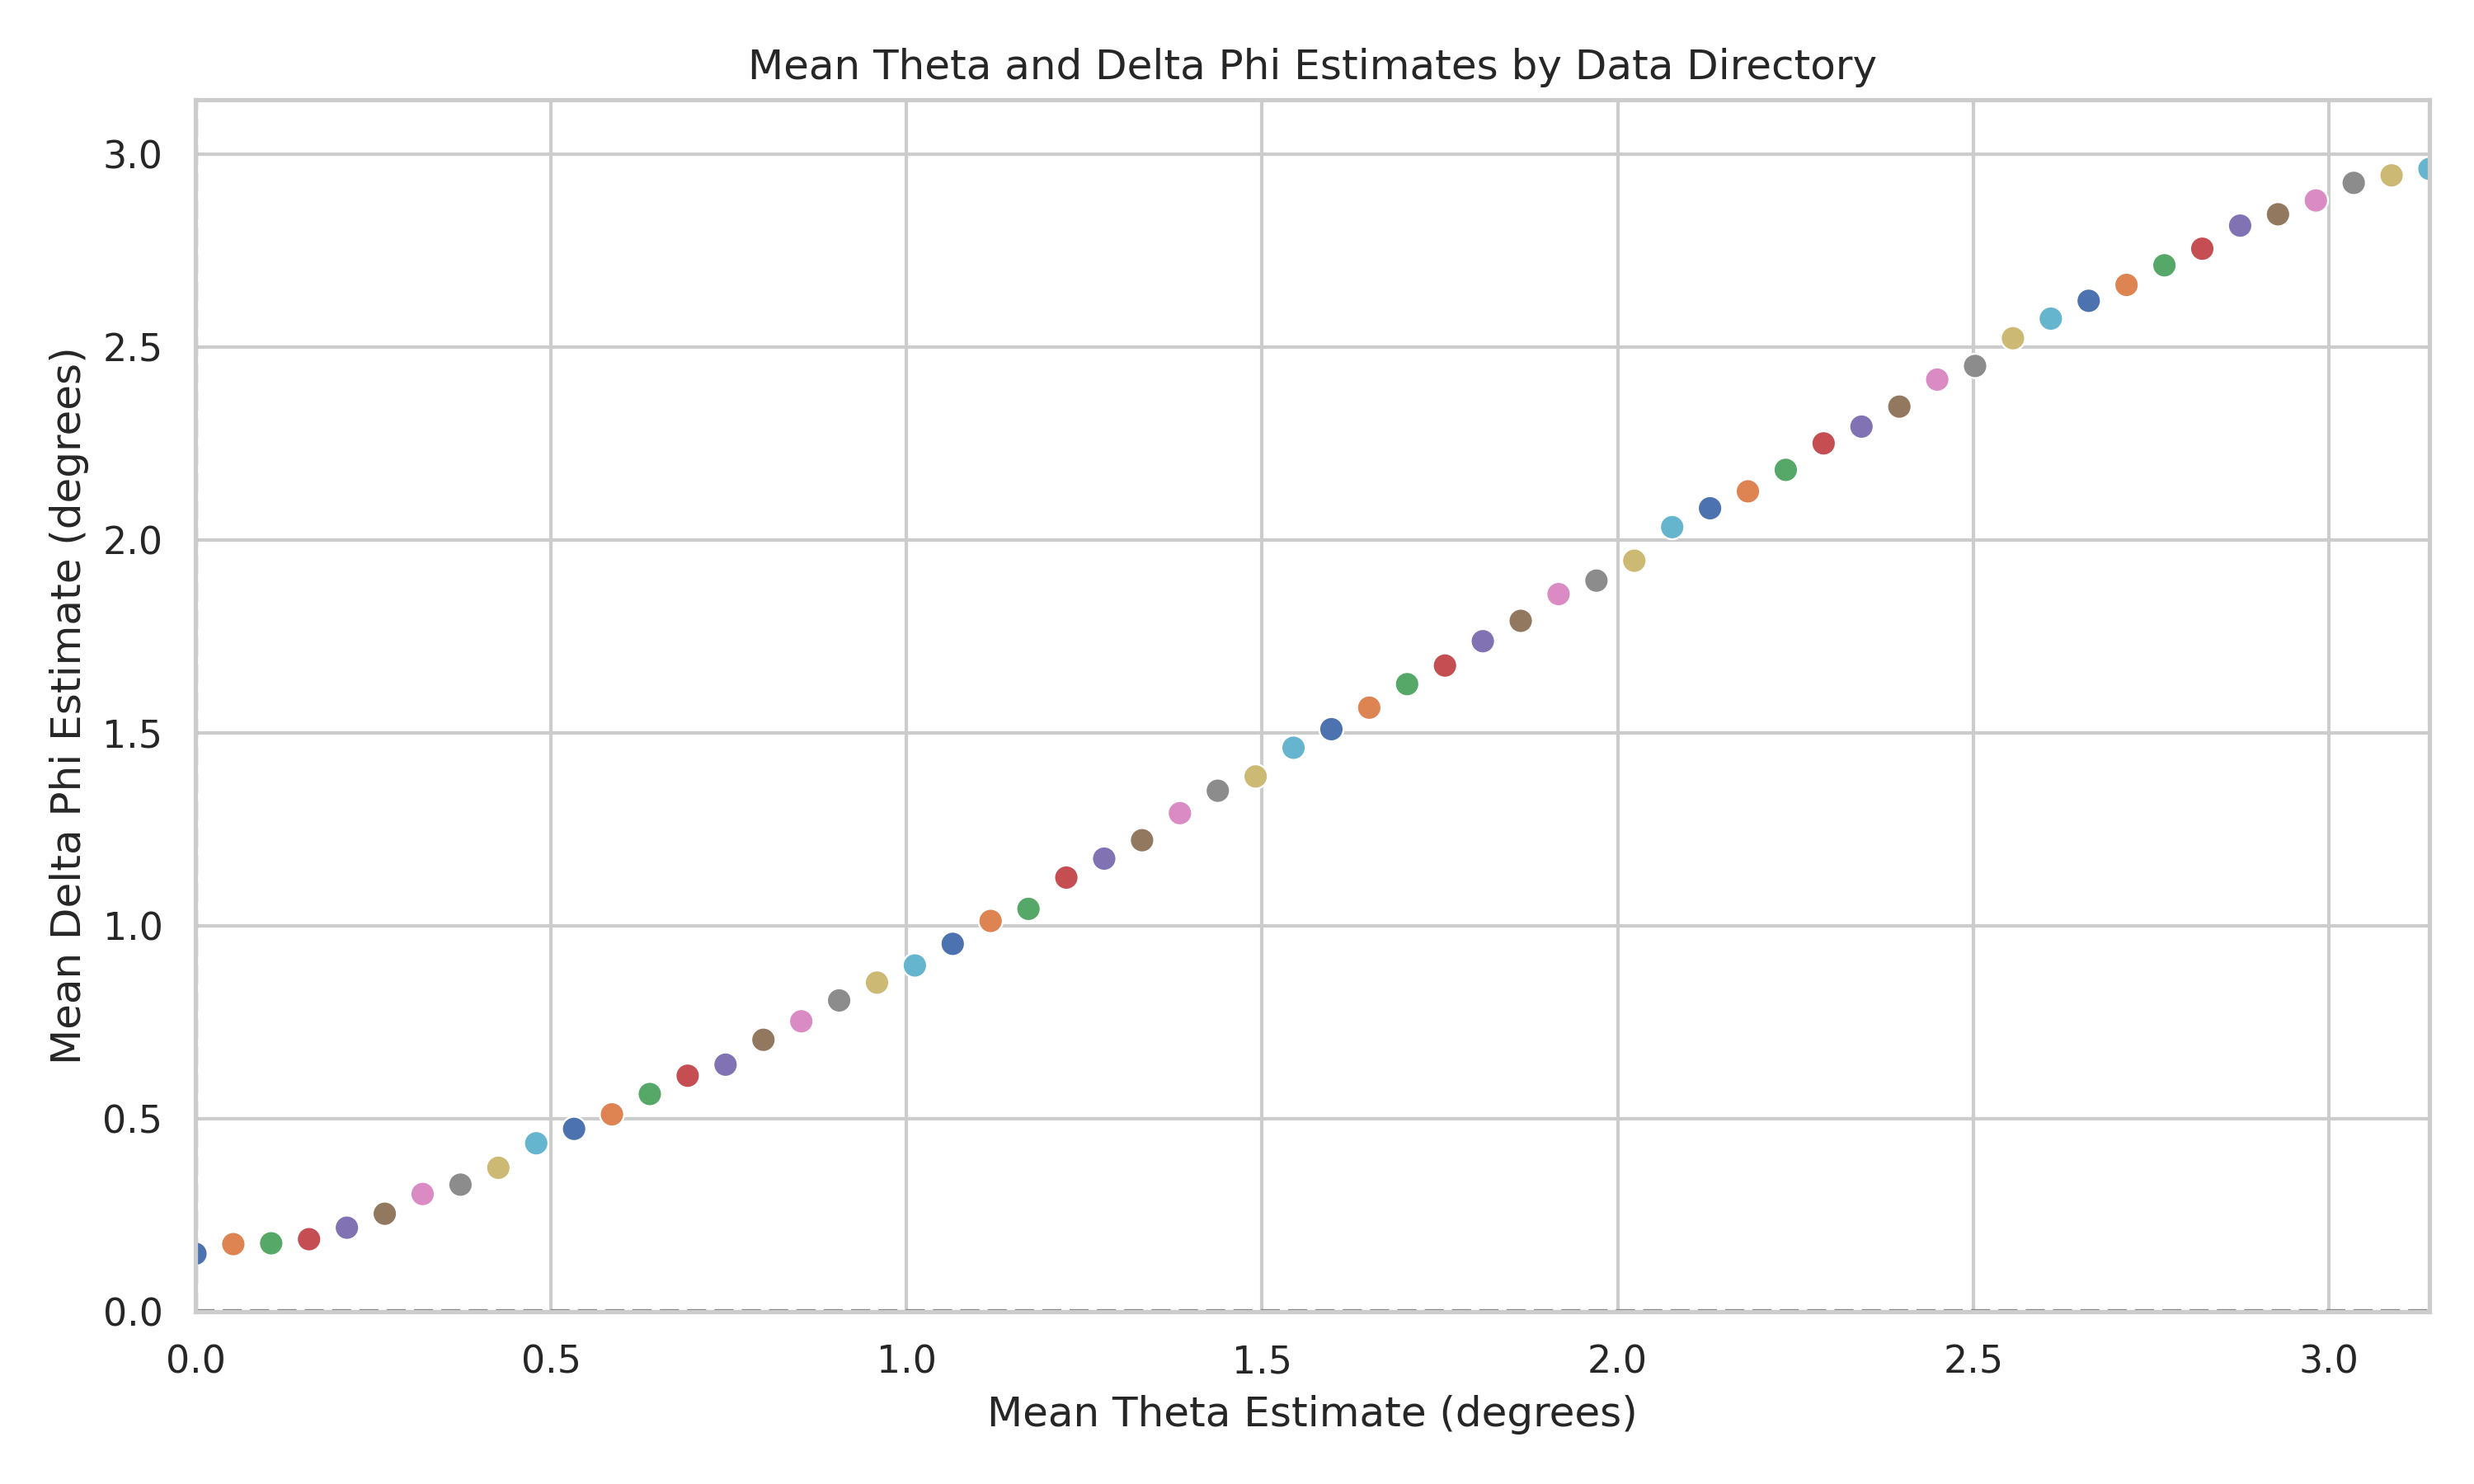 Mean Theta and Delta Phi Estimates by Data Directory
3.0
2.5
2.0
1.5
1.0
0.5
0.0
Mean Delta Phi Estimate (degrees)
0.0 0.5 1.0 1.5 2.0 2.5 3.0
Mean Theta Estimate (degrees)